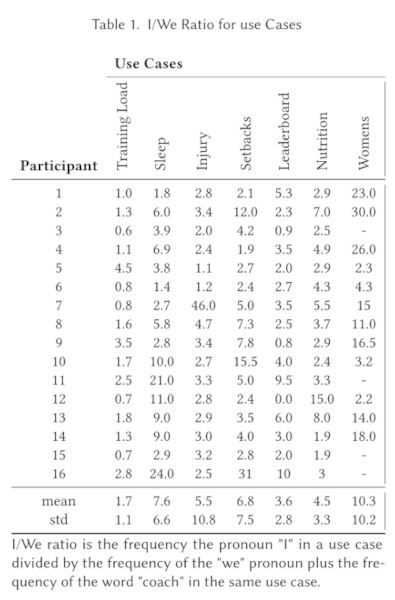 Table 1. I/We Ratio for use Cases
Use Cases
Participant Training Load Sleep Injury Setbacks Leaderboard Nutrition Womens
1 1.0 1.8 2.8 2.1 5.3 2.9 23.0
2 1.3 6.0 3.4 12.0 2.3 7.0 30.0
3 0.6 3.9 2.0 4.2 0.9 2.5 -
4 1.1 6.9 2.4 1.9 3.5 4.9 26.0
5 4.5 3.8 1.1 2.7 2.0 2.9 2.3
6 0.8 1.4 1.2 2.4 2.7 4.3 4.3
7 0.8 2.7 46.0 5.0 3.5 5.5 15
8 1.6 5.8 4.7 7.3 2.5 3.7 11.0
9 3.5 2.8 3.4 7.8 0.8 2.9 16.5
10 1.7 10.0 2.7 15.5 4.0 2.4 3.2
11 2.5 21.0 3.3 5.0 9.5 3.3 -
12 0.7 11.0 2.8 2.4 0.0 15.0 2.2
13 1.8 9.0 2.9 3.5 6.0 8.0 14.0
14 1.3 9.0 3.0 4.0 3.0 1.9 18.0
15 0.7 2.9 3.2 2.8 2.0 1.9 -
16 2.8 24.0 2.5 31 10 3 -
mean 1.7 7.6 5.5 6.8 3.6 4.5 10.3
std 1.1 6.6 10.8 7.5 2.8 3.3 10.2
I/We ratio is the frequency the pronoun "I" in a use case
divided by the frequency of the "we" pronoun plus the fre-
quency of the word "coach" in the same use case.